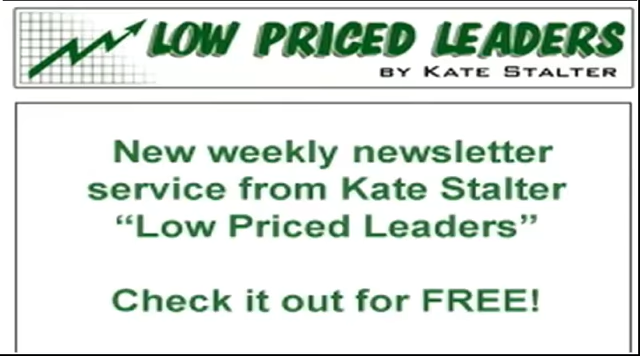 LOW PRICED LEADERS
BY KATE STALTER
New weekly newsletter
service from Kate Stalter
“Low Priced Leaders”
Check it out for FREE!